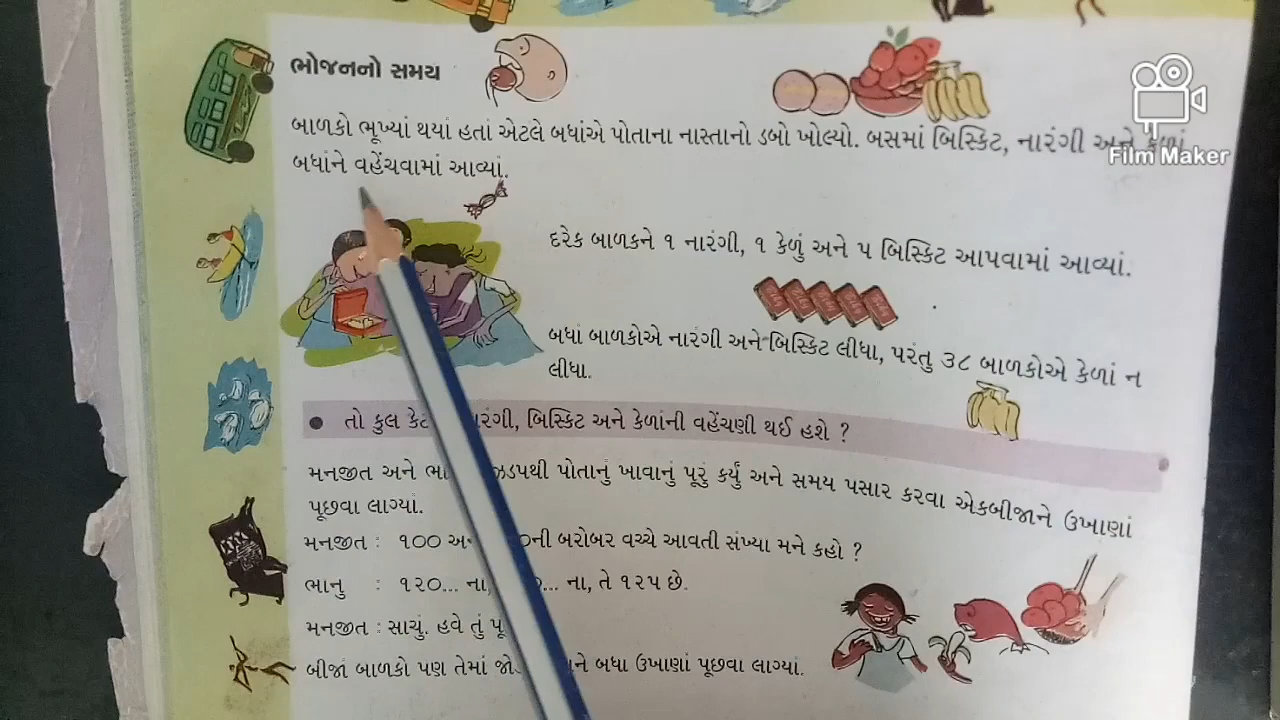 ભોજનનો સમય
બાળકો ભૂખ્યાં થયાં હતાં એટલે બધાંએ પોતાના નાસ્તાનો ડબો ખોલ્યો. બસમાં બિસ્કિટ, નારંગી અને કેળાં
બધાંને વહેંચવામાં આવ્યાં.
દરેક બાળકને ૧ નારંગી, ૧ કેળું અને ૫ બિસ્કિટ આપવામાં આવ્યાં.
બધાં બાળકોએ નારંગી અને બિસ્કિટ લીધા, પરંતુ ૩૮ બાળકોએ કેળાં ન
લીધા.
• તો કુલ બિસ્કિટ અને કેળાંની વહેંચણી થઈ હશે ?
મનજીત અને ઝડપથી પોતાનું ખાવાનું પૂરું કર્યું અને સમય પસાર કરવા એકબીજાને ઉખાણાં
પૂછવા લાગ્યાં.
મનજીત : ૧૦૦ બરોબર વચ્ચે આવતી સંખ્યા મને કહો ?
ભાનુ : ૧૨૦... ના, ના, તે ૧૨૫ છે.
મનજીત : સાચું. હવે તું
બીજાં બાળકો પણ તેમાં બધા ઉખાણાં પૂછવા લાગ્યાં.
Film Maker